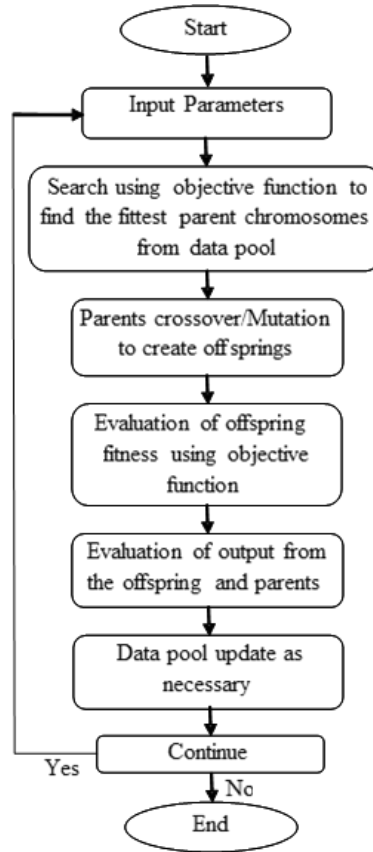 Start
Input Parameters
Search using objective function to
find the fittest parent chromosomes
from data pool
Parents crossover/Mutation
to create offsprings
Evaluation of offspring
fitness using objective
function
Evaluation of output from
the offspring and parents
Data pool update as
necessary
Continue
Yes
No
End